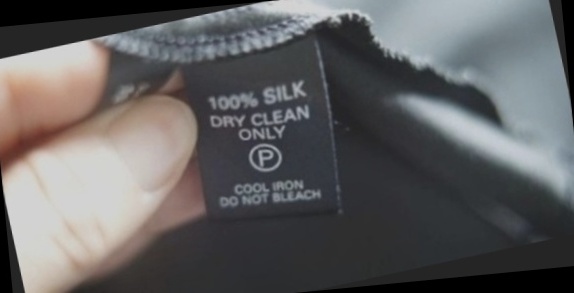 100% SILK
DRY CLEAN
ONLY
P
COOL IRON
DO NOT BLEACH